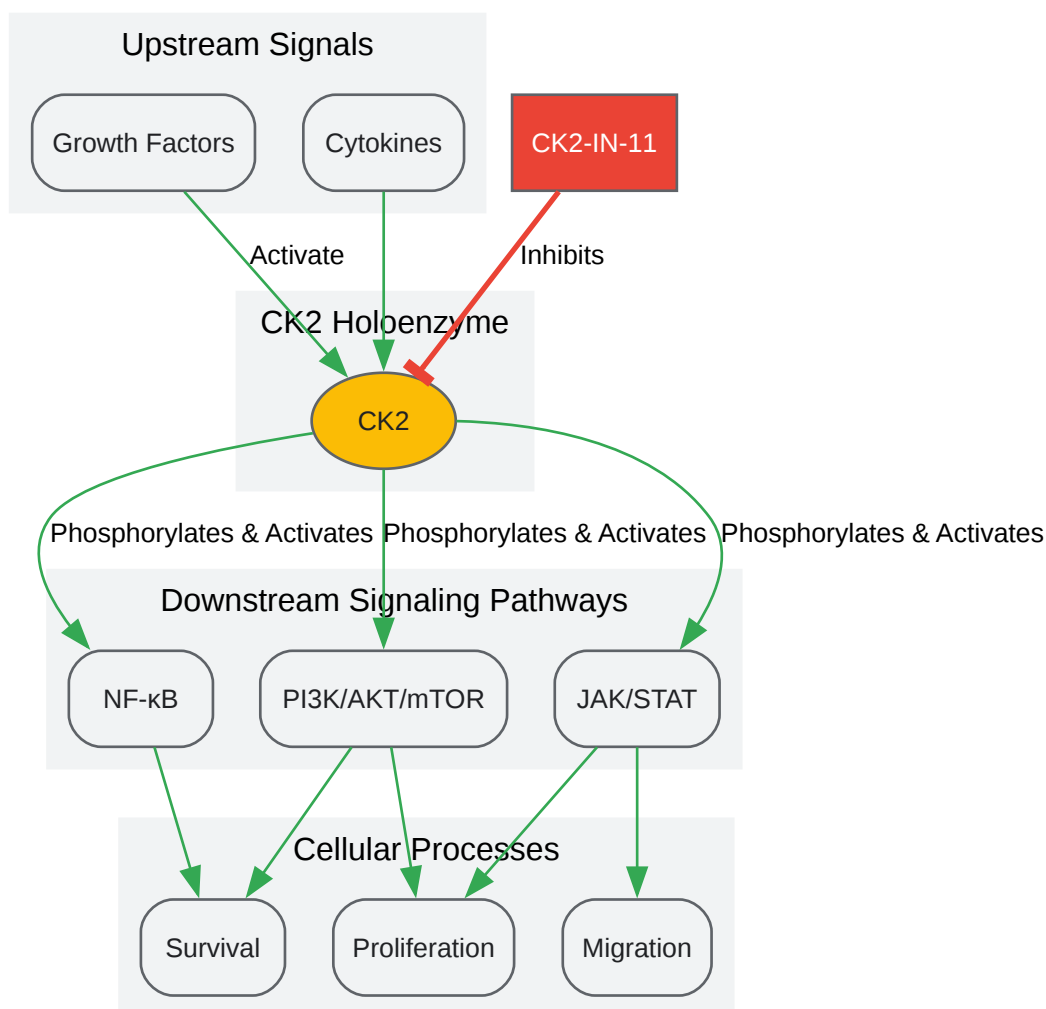 Upstream Signals
Growth Factors
Cytokines
CK2-IN-11
Activate
Inhibits
CK2 Holoenzyme
CK2
Phosphorylates & Activates
Phosphorylates & Activates
Phosphorylates & Activates
Downstream Signaling Pathways
NF-κB
PI3K/AKT/mTOR
JAK/STAT
Cellular Processes
Survival
Proliferation
Migration